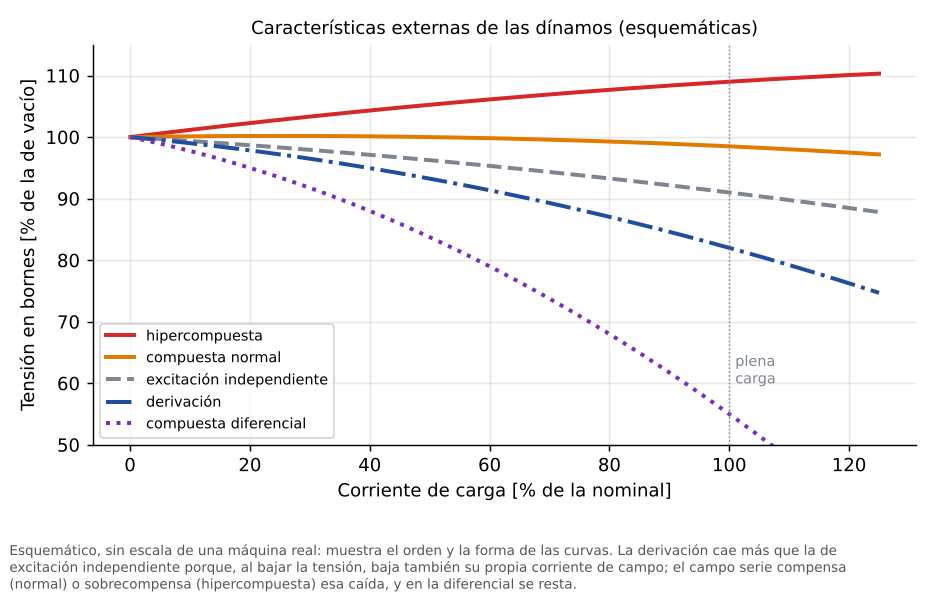 Características externas de las dínamos (esquemáticas)
Tensión en bornes [% de la de vacío]
110
100
90
80
70
60
50
hipercompuesta
compuesta normal
excitación independiente
derivación
compuesta diferencial
plena
carga
0
20
40
60
80
100
120
Corriente de carga [% de la nominal]
Esquemático, sin escala de una máquina real: muestra el orden y la forma de las curvas. La derivación cae más que la de
excitación independiente porque, al bajar la tensión, baja también su propia corriente de campo; el campo serie compensa
(normal) o sobrecompensa (hipercompuesta) esa caída, y en la diferencial se resta.